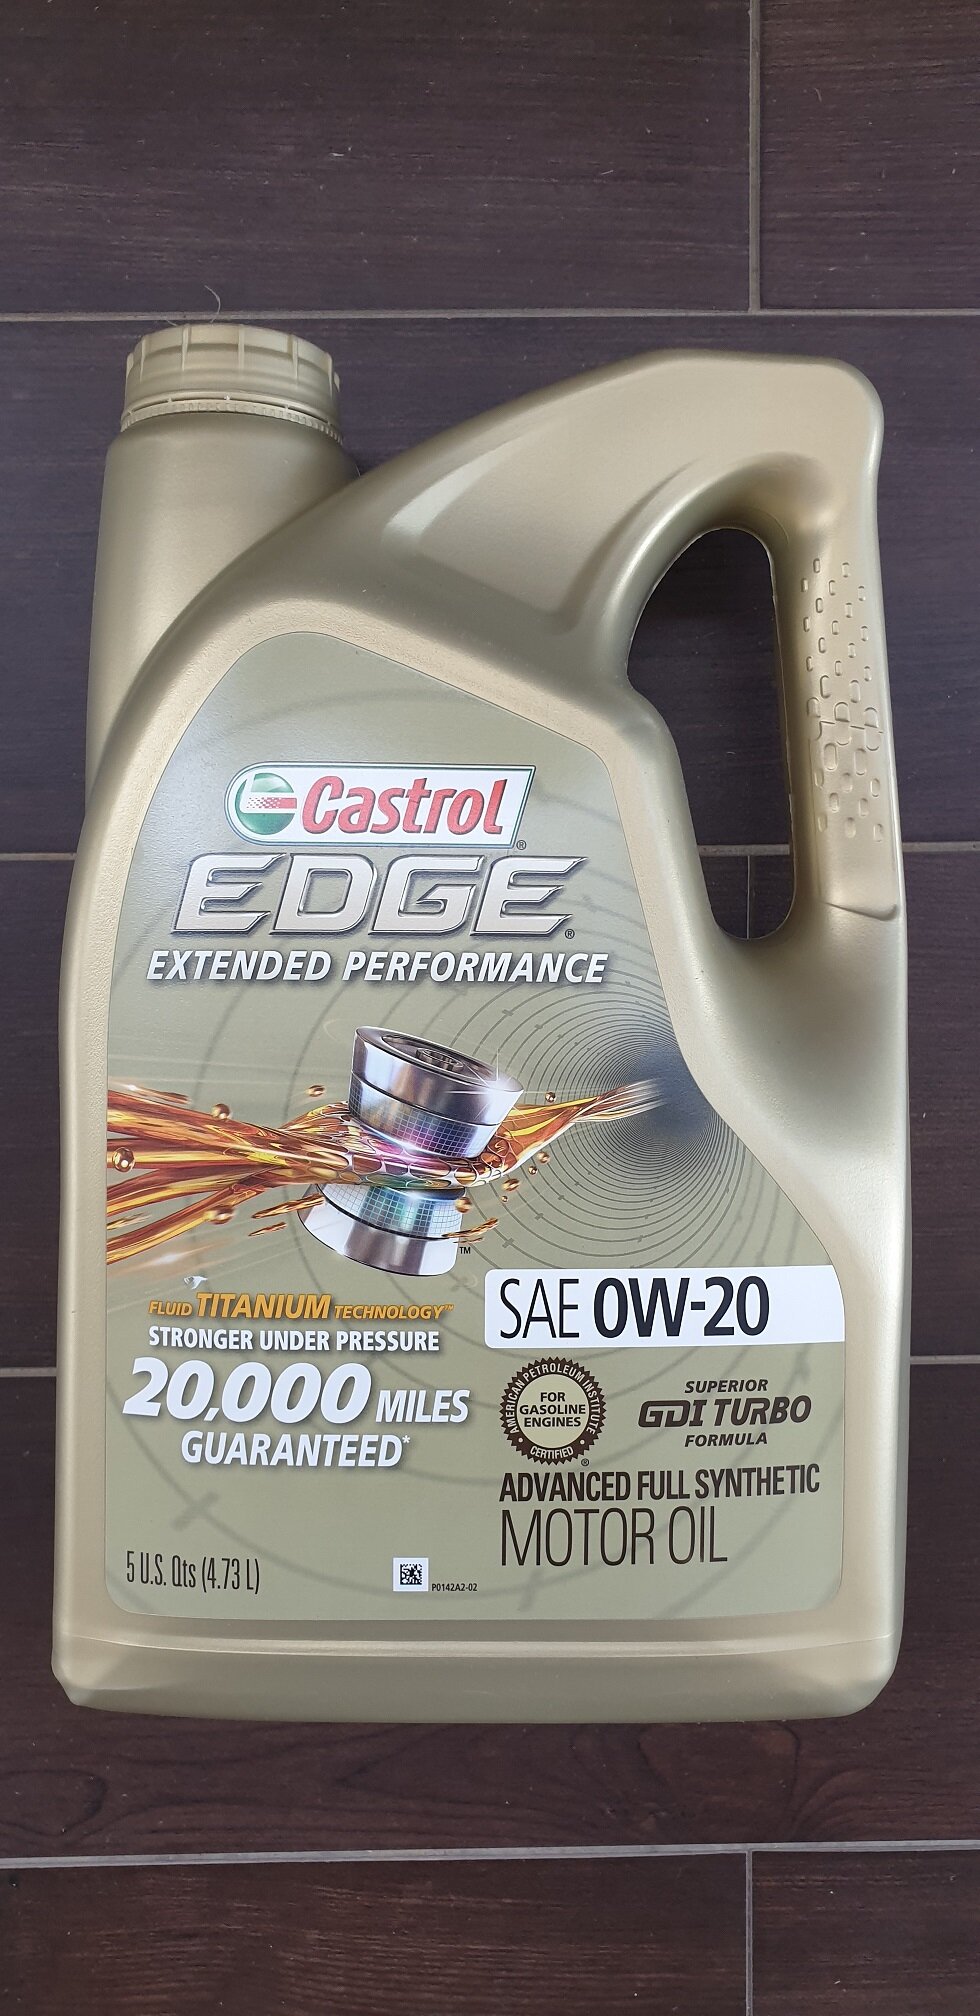 Castrol®
EDGE®
EXTENDED PERFORMANCE
™
FLUID TITANIUM TECHNOLOGY™
STRONGER UNDER PRESSURE
20,000 MILES
GUARANTEED*
5 U.S. Qts (4.73 L)
P0142A2-02
SAE 0W-20
AMERICAN PETROLEUM INSTITUTE
FOR
GASOLINE
ENGINES
CERTIFIED
®
SUPERIOR
GDI TURBO
FORMULA
ADVANCED FULL SYNTHETIC
MOTOR OIL